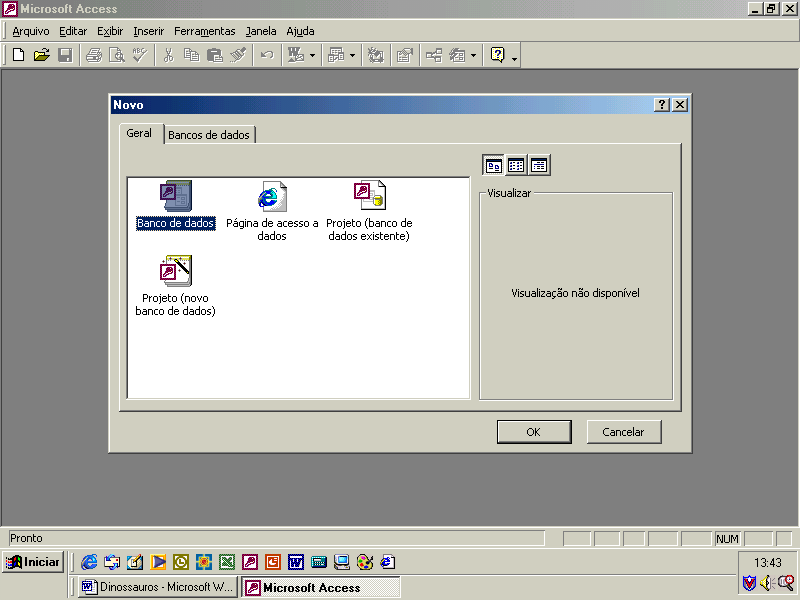 Microsoft Access
Arquivo Editar Exibir Inserir Ferramentas Janela Ajuda
Novo
Geral Bancos de dados
Banco de dados
Página de acesso a
dados
Projeto (banco de
dados existente)
Projeto (novo
banco de dados)
Visualizar
Visualização não disponível
OK Cancelar
Pronto NUM
Iniciar
13:43
Dinossauros - Microsoft W...
Microsoft Access